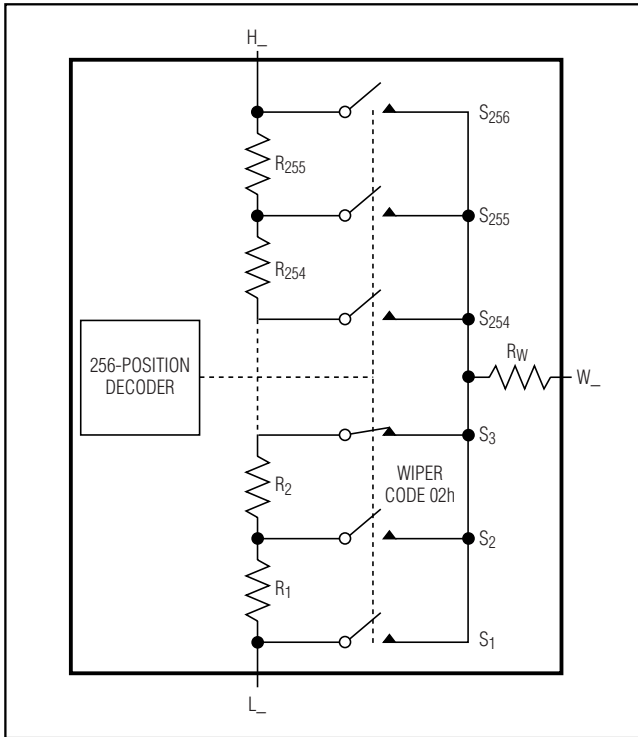 H_
S256
R255
S255
R254
S254
256-POSITION
DECODER
RW
W_
S3
R2
WIPER
CODE 02h
S2
R1
S1
L_